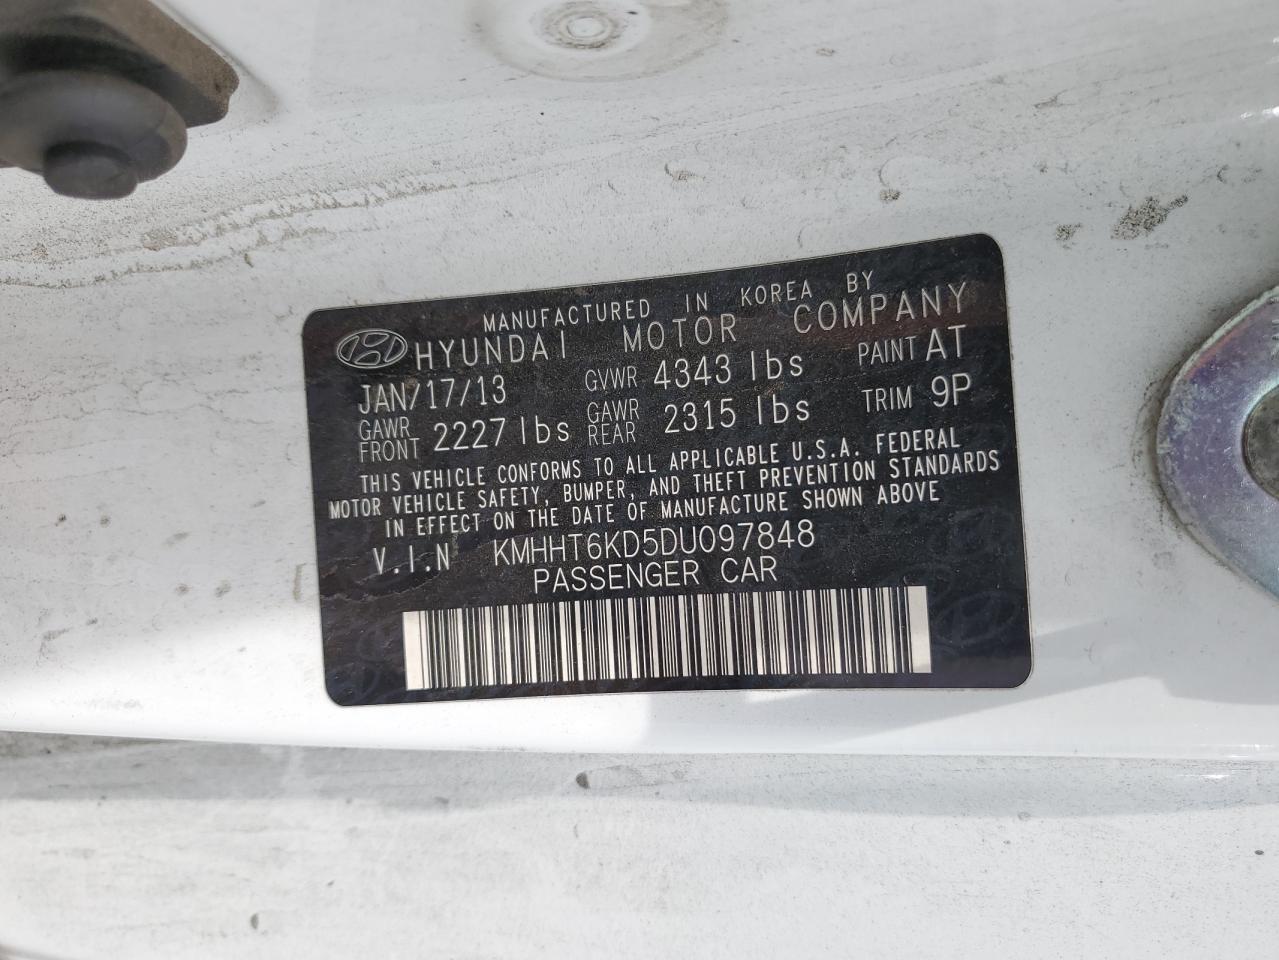 MANUFACTURED IN KOREA BY
HYUNDAI MOTOR COMPANY
JAN/17/13 GVWR 4343 lbs PAINT AT
GAWR FRONT 2227 lbs GAWR REAR 2315 lbs TRIM 9P
THIS VEHICLE CONFORMS TO ALL APPLICABLE U.S.A. FEDERAL
MOTOR VEHICLE SAFETY, BUMPER, AND THEFT PREVENTION STANDARDS
IN EFFECT ON THE DATE OF MANUFACTURE SHOWN ABOVE
V.I.N KMHHT6KD5DU097848
PASSENGER CAR